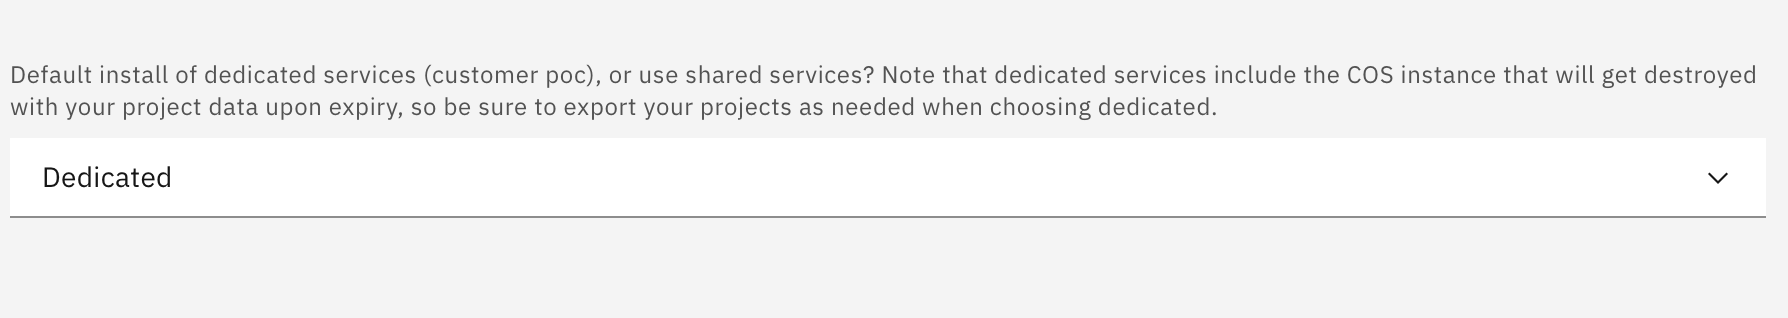 Default install of dedicated services (customer poc), or use shared services? Note that dedicated services include the COS instance that will get destroyed
with your project data upon expiry, so be sure to export your projects as needed when choosing dedicated.
Dedicated